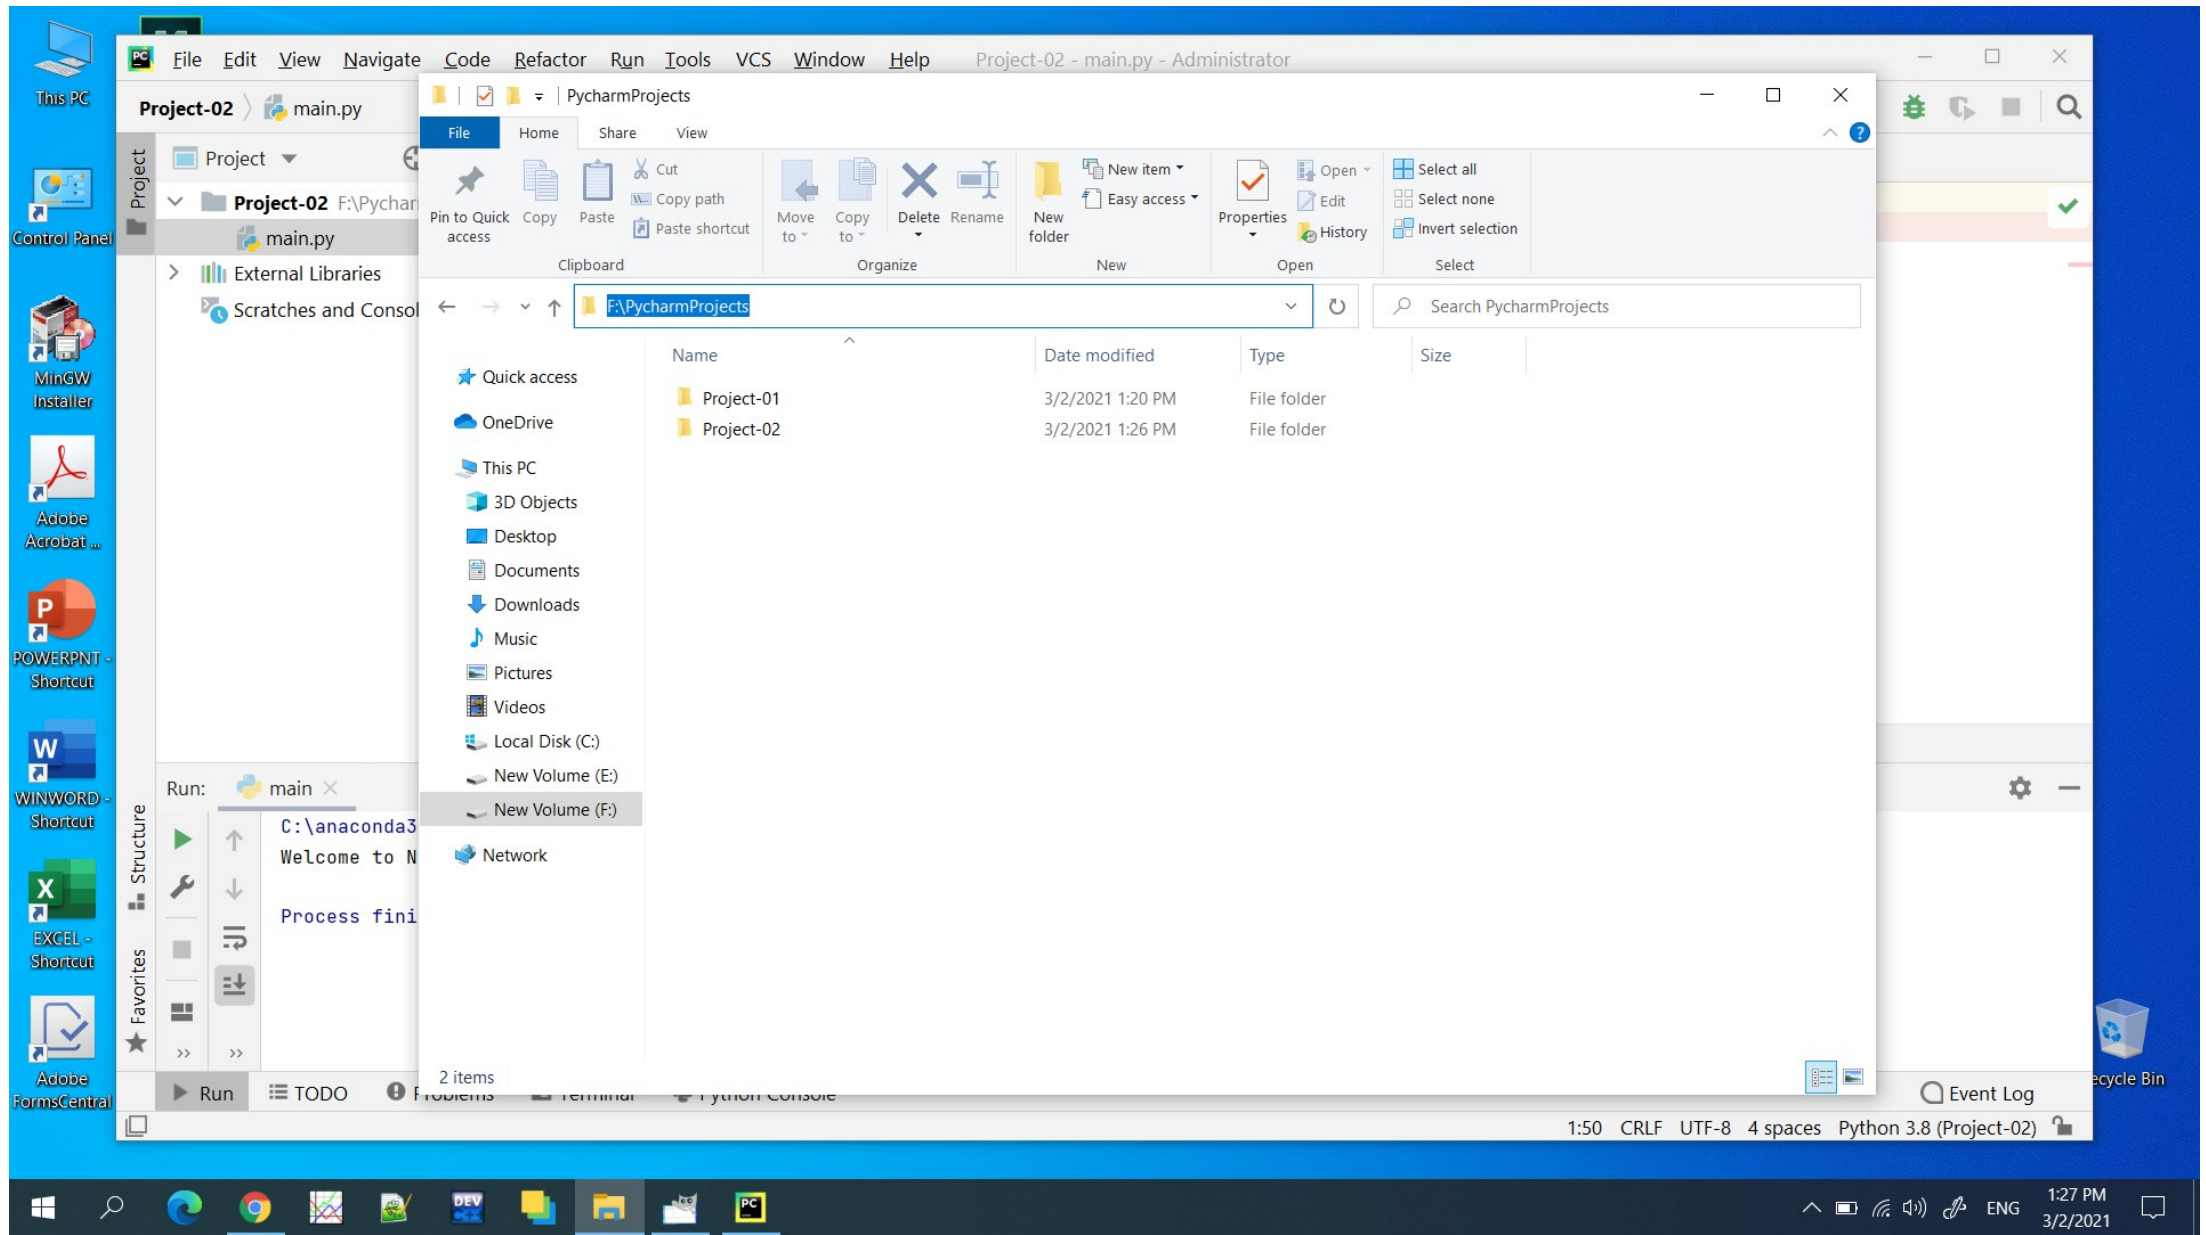 This PC
Control Panel
MinGW
Installer
Adobe
Acrobat ...
POWERPNT -
Shortcut
WINWORD -
Shortcut
EXCEL -
Shortcut
Adobe
FormsCentral
File Edit View Navigate Code Refactor Run Tools VCS Window Help Project-02 - main.py - Administrator
Project-02 main.py
Project
Project
Project-02 F:\Pychar
main.py
External Libraries
Scratches and Consol
PycharmProjects
File Home Share View
Pin to Quick
access
Copy
Paste
Cut
Copy path
Paste shortcut
Clipboard
Move
to
Copy
to
Delete
Rename
Organize
New
folder
New item
Easy access
New
Properties
Open
Edit
History
Open
Select all
Select none
Invert selection
Select
F:\PycharmProjects
Search PycharmProjects
Name Date modified Type Size
Project-01 3/2/2021 1:20 PM File folder
Project-02 3/2/2021 1:26 PM File folder
Quick access
OneDrive
This PC
3D Objects
Desktop
Documents
Downloads
Music
Pictures
Videos
Local Disk (C:)
New Volume (E:)
New Volume (F:)
Network
2 items
Run: main
C:\anaconda3
Welcome to N
Process fini
Structure
Favorites
Run TODO Problems Terminal Python Console Event Log
1:50 CRLF UTF-8 4 spaces Python 3.8 (Project-02)
ecycle Bin
DEV
C++
PC
ENG
1:27 PM
3/2/2021